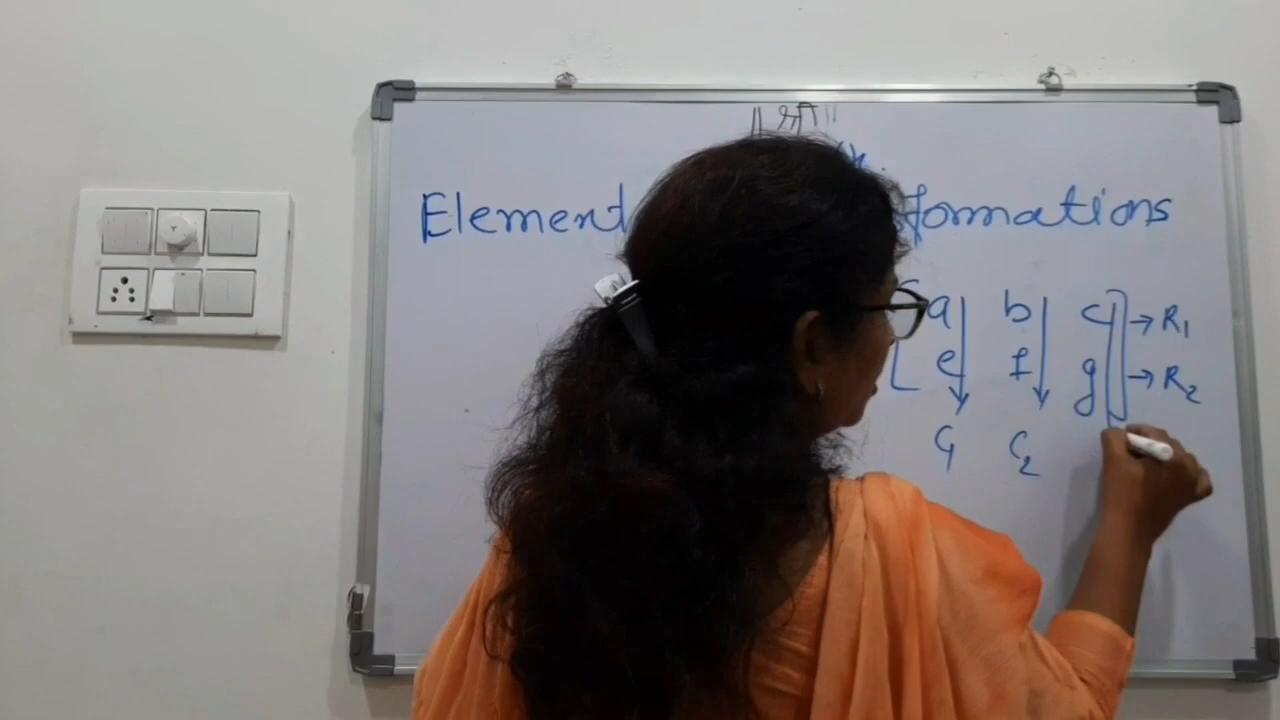 ॥ श्री ॥
Element formations
a b c → R1
e f g → R2
C1 C2